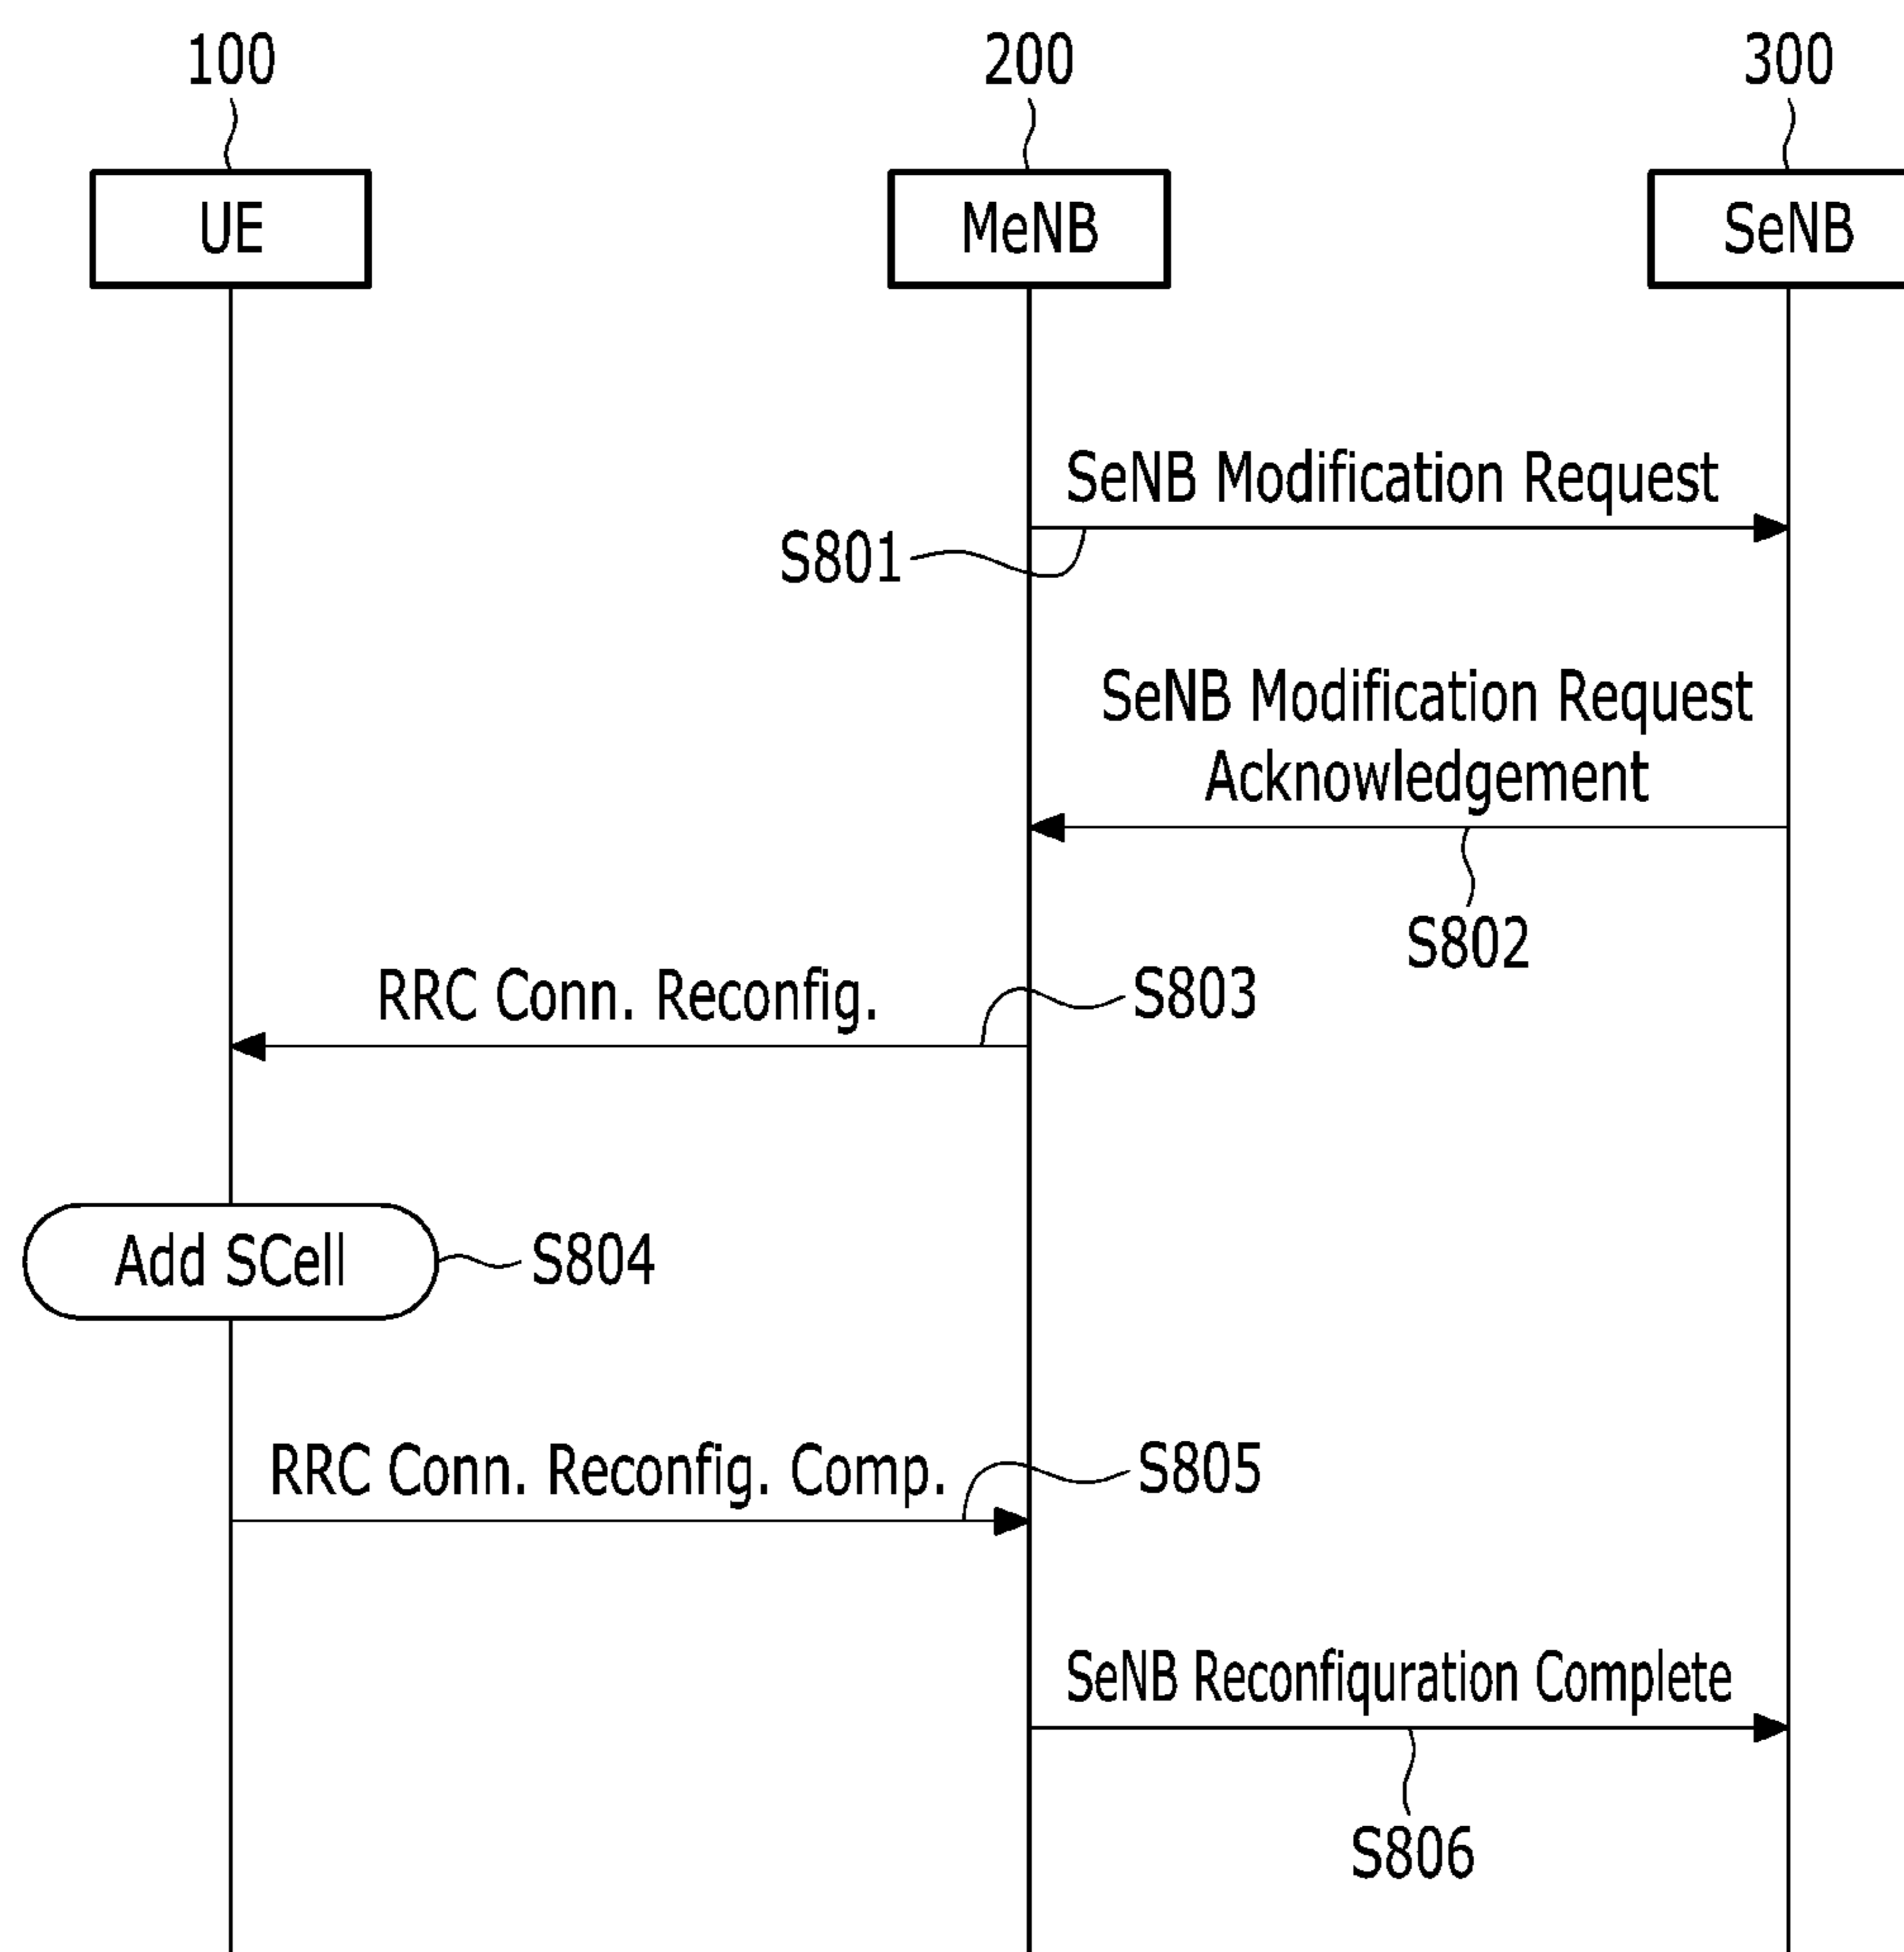 100
200
300
UE
MeNB
SeNB
SeNB Modification Request
S801
SeNB Modification Request
Acknowledgement
S802
RRC Conn. Reconfig.
S803
Add SCell
S804
RRC Conn. Reconfig. Comp.
S805
SeNB Reconfiquration Complete
S806